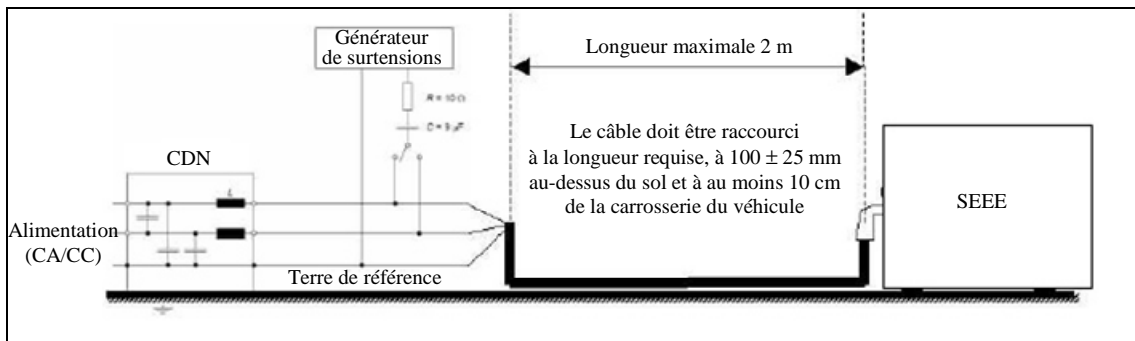 Générateur
de surtensions
Longueur maximale 2 m
R = 10 Ω
C = 9 µF
Le câble doit être raccourci
à la longueur requise, à 100 ± 25 mm
au-dessus du sol et à au moins 10 cm
de la carrosserie du véhicule
CDN
L
SEEE
Alimentation
(CA/CC)
Terre de référence